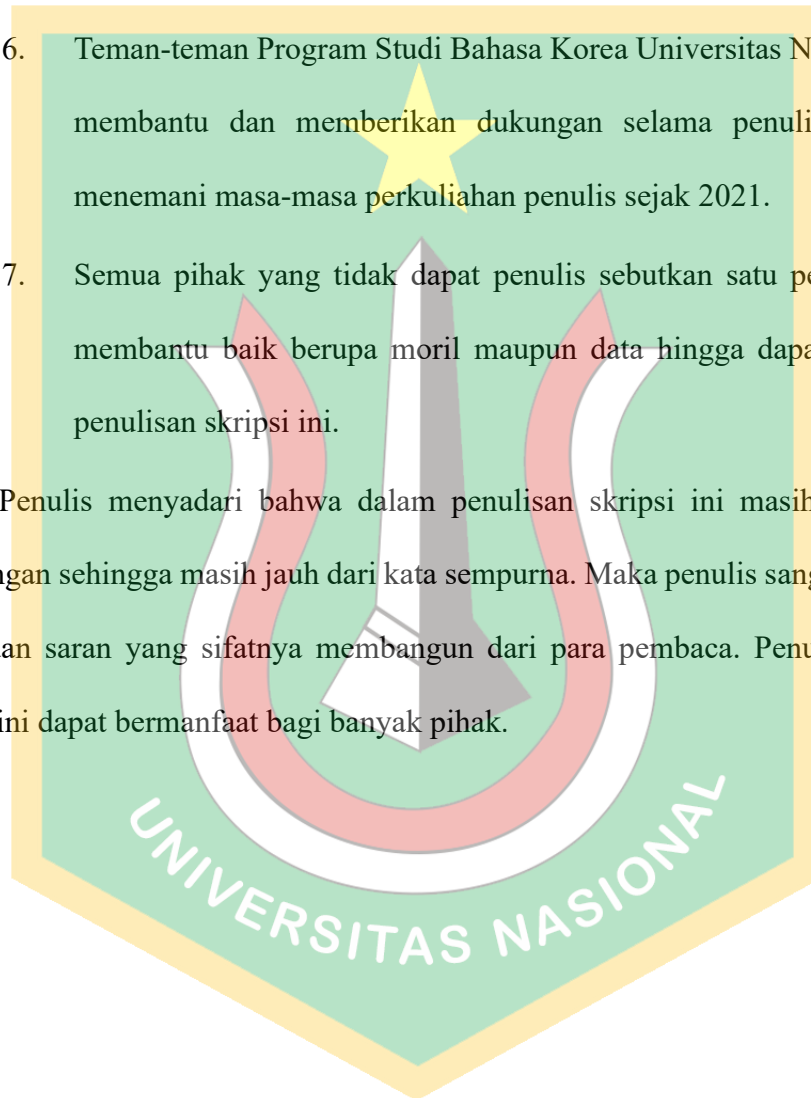 6. Teman-teman Program Studi Bahasa Korea Universitas N
membantu dan memberikan dukungan selama penuli
menemani masa-masa perkuliahan penulis sejak 2021.
7. Semua pihak yang tidak dapat penulis sebutkan satu pe
membantu baik berupa moril maupun data hingga dapa
penulisan skripsi ini.
Penulis menyadari bahwa dalam penulisan skripsi ini masih
ngan sehingga masih jauh dari kata sempurna. Maka penulis sang
dan saran yang sifatnya membangun dari para pembaca. Penu
ini dapat bermanfaat bagi banyak pihak.
UNIVERSITAS NASIONAL